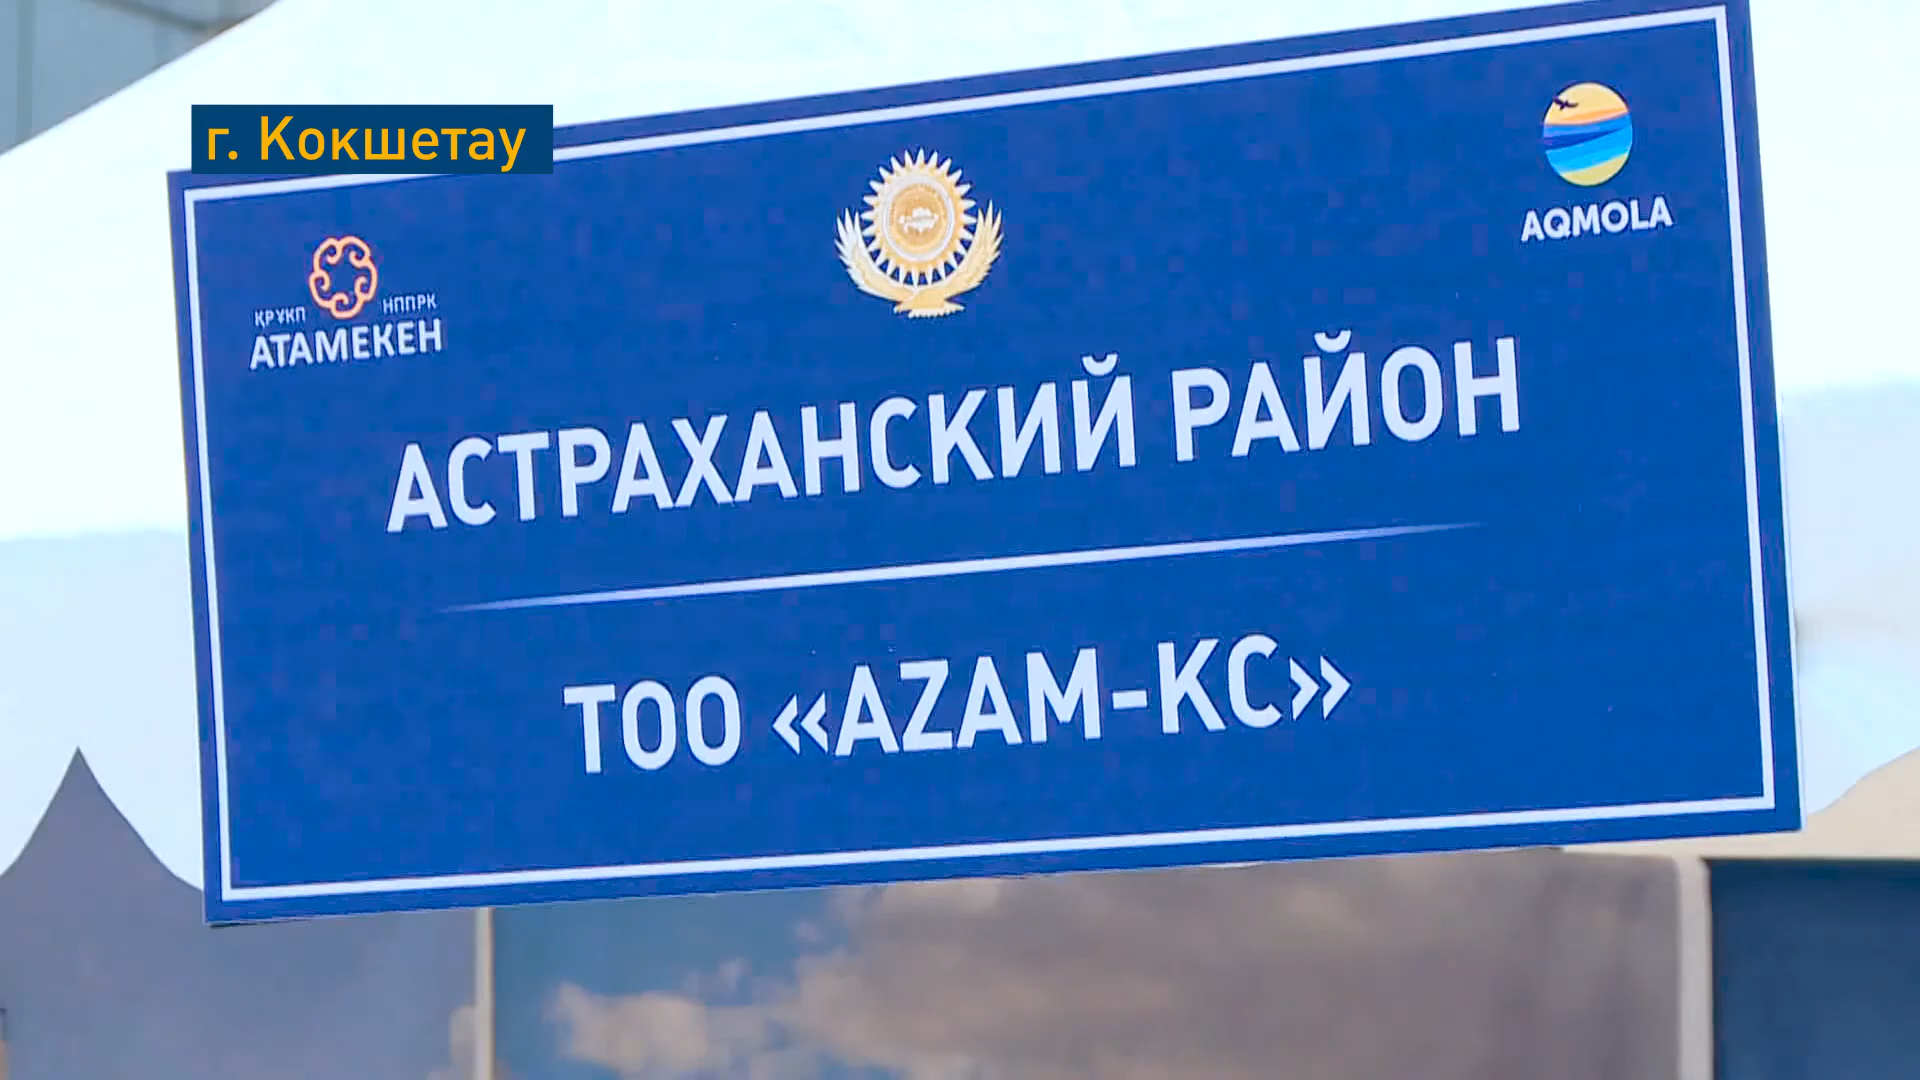 г. Кокшетау
AQMOLA
ҚРҰКП НППРК
АТАМЕКЕН
АСТРАХАНСКИЙ РАЙОН
ТОО «AZAM-KC»